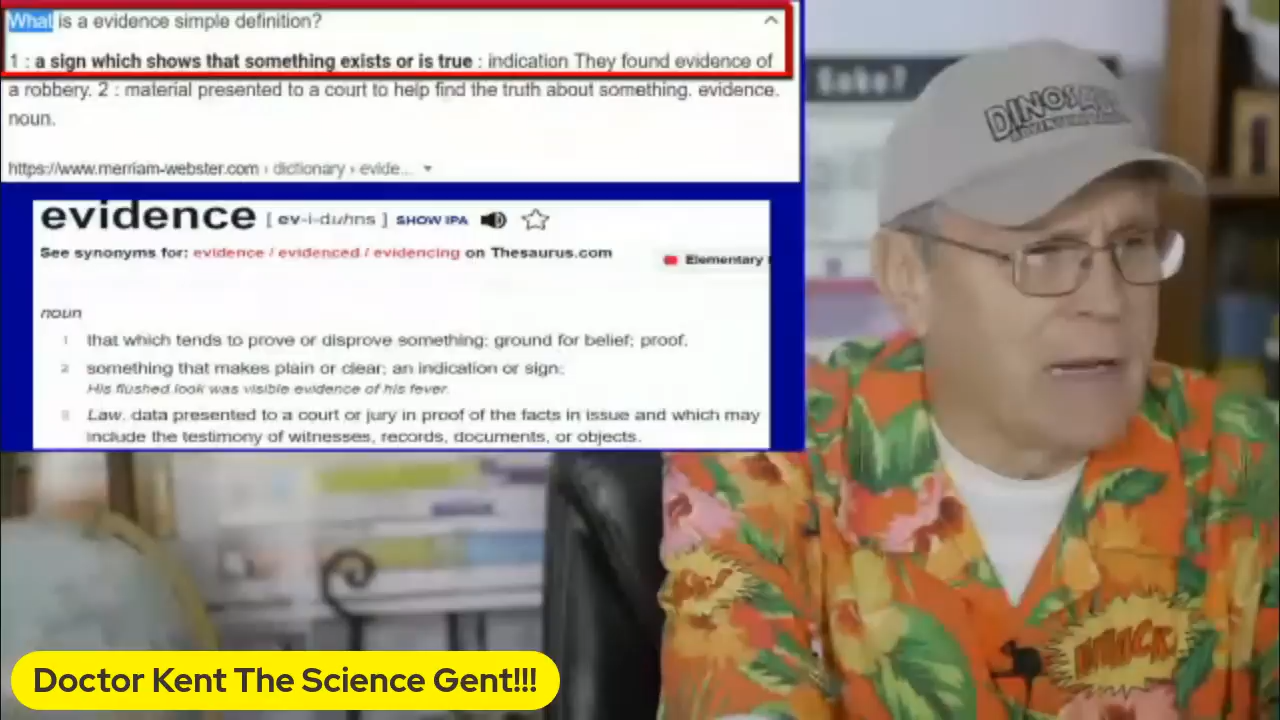 What is a evidence simple definition?
1 : a sign which shows that something exists or is true : indication They found evidence of
a robbery. 2 : material presented to a court to help find the truth about something. evidence.
noun.
https://www.merriam-webster.com › dictionary › evide...
evidence [ ev-i-duhns ] SHOW IPA
See synonyms for: evidence / evidenced / evidencing on Thesaurus.com
Elementary
noun
1 that which tends to prove or disprove something; ground for belief; proof.
2 something that makes plain or clear; an indication or sign:
His flushed look was visible evidence of his fever.
3 Law. data presented to a court or jury in proof of the facts in issue and which may
include the testimony of witnesses, records, documents, or objects.
DINOSAUR
ADVENTURE
WHACK
Doctor Kent The Science Gent!!!